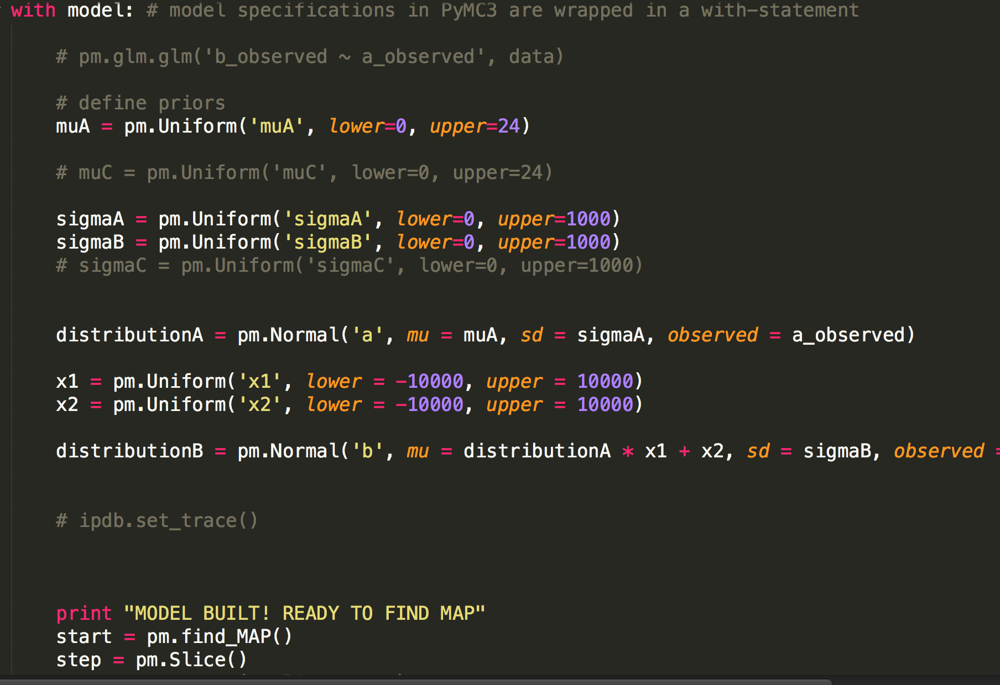 with model: # model specifications in PyMC3 are wrapped in a with-statement
# pm.glm.glm('b_observed ~ a_observed', data)
# define priors
muA = pm.Uniform('muA', lower=0, upper=24)
# muC = pm.Uniform('muC', lower=0, upper=24)
sigmaA = pm.Uniform('sigmaA', lower=0, upper=1000)
sigmaB = pm.Uniform('sigmaB', lower=0, upper=1000)
# sigmaC = pm.Uniform('sigmaC', lower=0, upper=1000)
distributionA = pm.Normal('a', mu = muA, sd = sigmaA, observed = a_observed)
x1 = pm.Uniform('x1', lower = -10000, upper = 10000)
x2 = pm.Uniform('x2', lower = -10000, upper = 10000)
distributionB = pm.Normal('b', mu = distributionA * x1 + x2, sd = sigmaB, observed =
# ipdb.set_trace()
print "MODEL BUILT! READY TO FIND MAP"
start = pm.find_MAP()
step = pm.Slice()